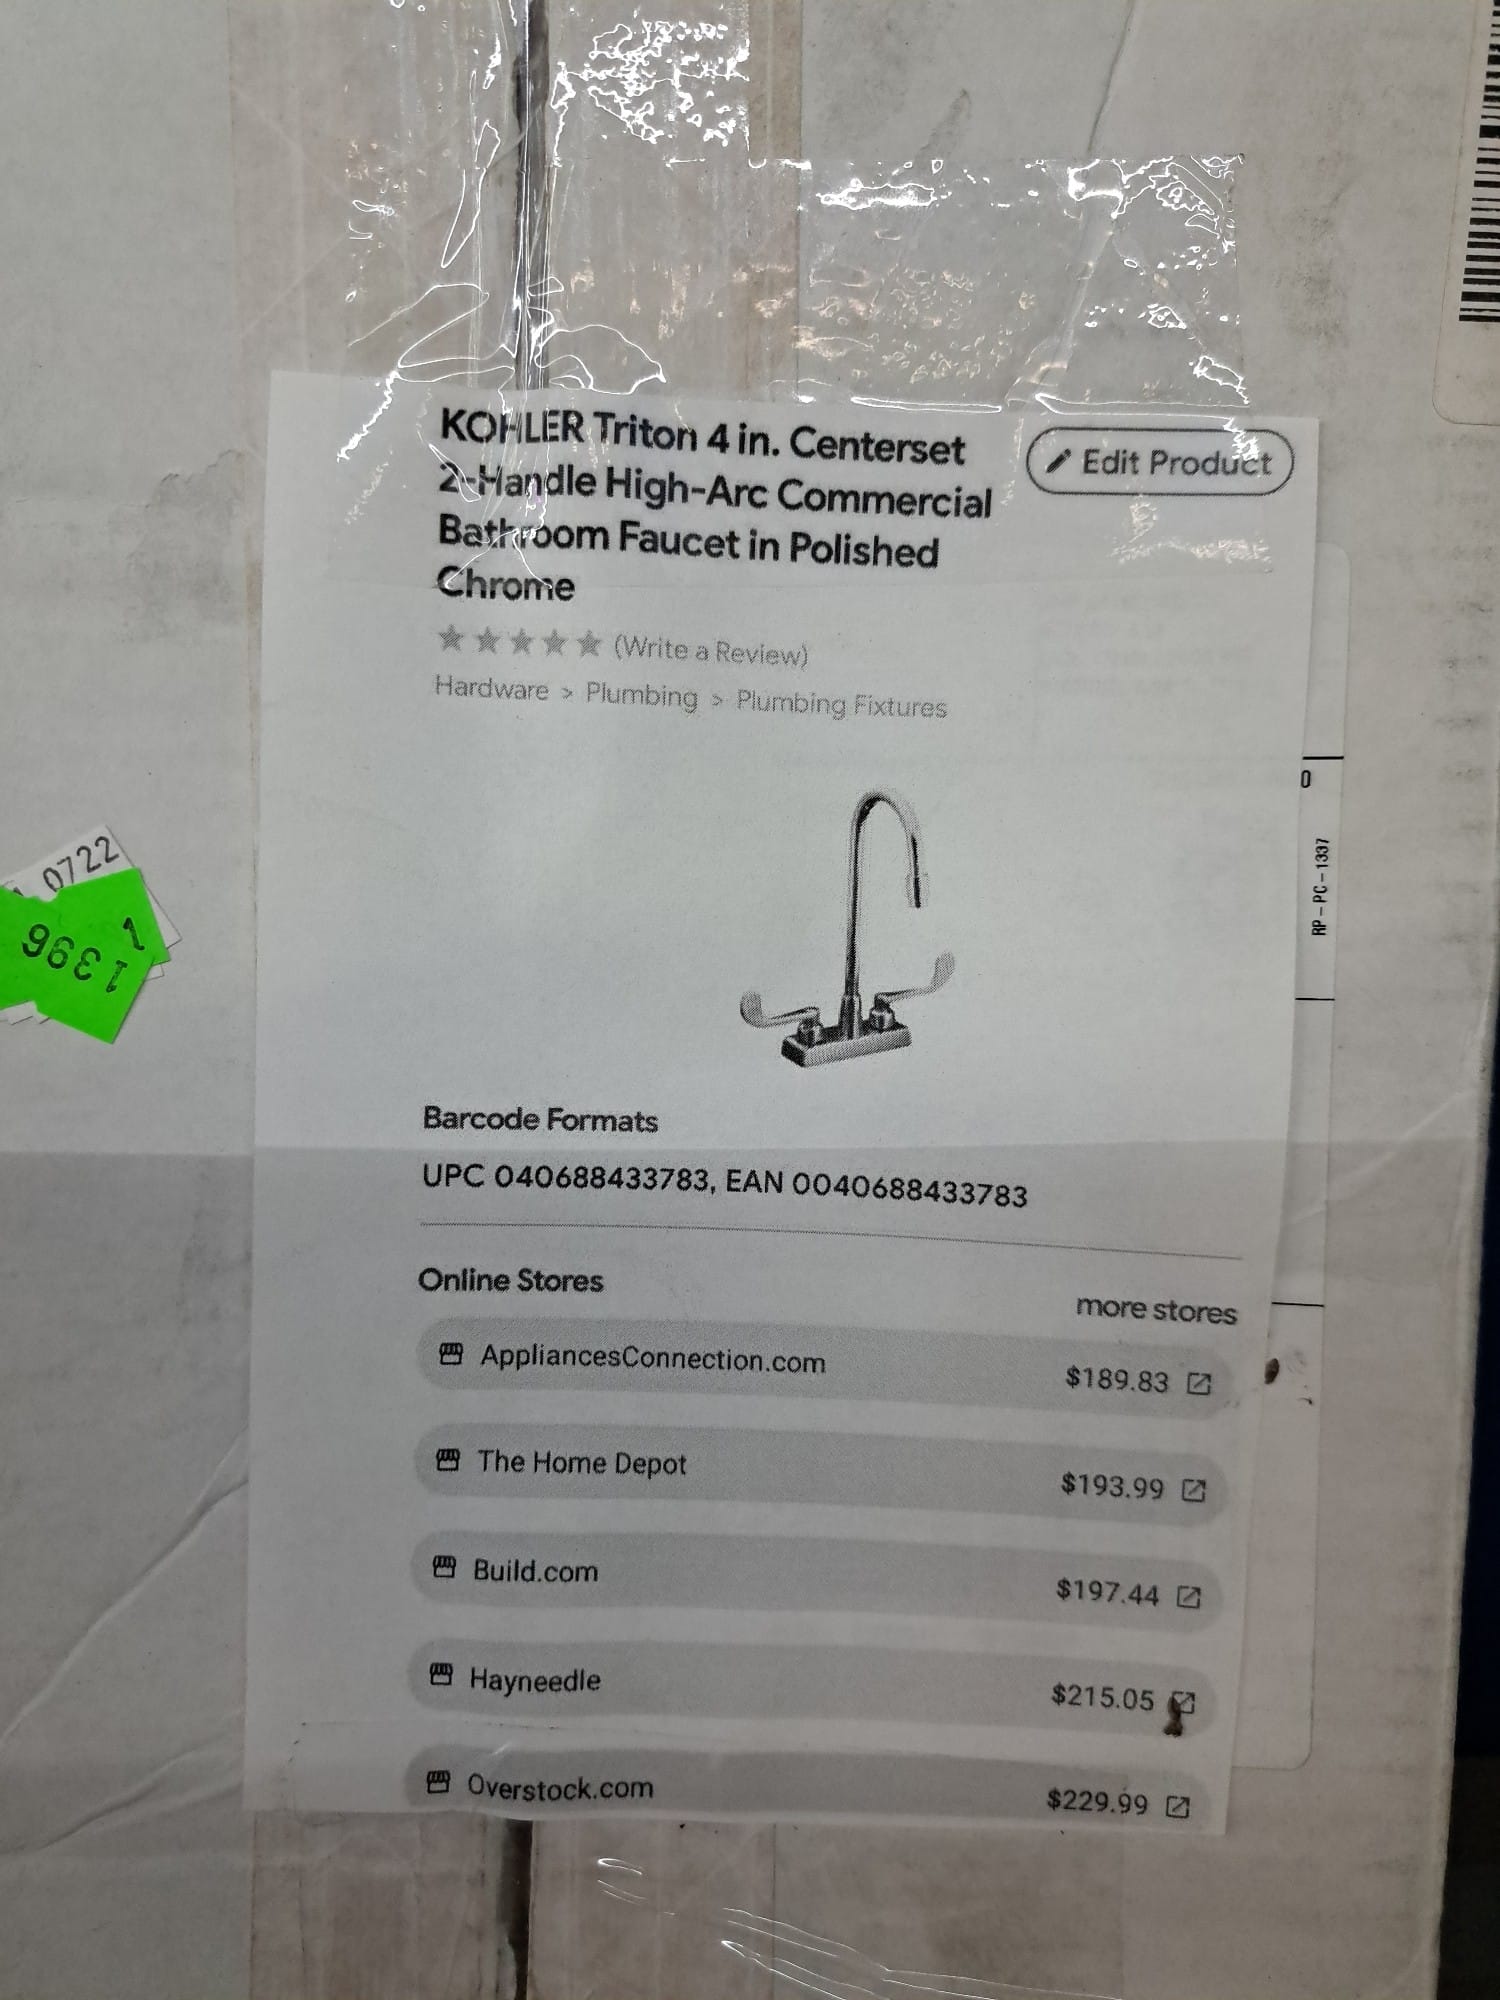 KOHLER Triton 4 in. Centerset
2-Handle High-Arc Commercial
Bathroom Faucet in Polished
Chrome
Edit Product
(Write a Review)
Hardware > Plumbing > Plumbing Fixtures
0722
1396
1
0
RP-PC-1337
Barcode Formats
UPC 040688433783, EAN 0040688433783
Online Stores
more stores
AppliancesConnection.com $189.83
The Home Depot $193.99
Build.com $197.44
Hayneedle $215.05
Overstock.com $229.99